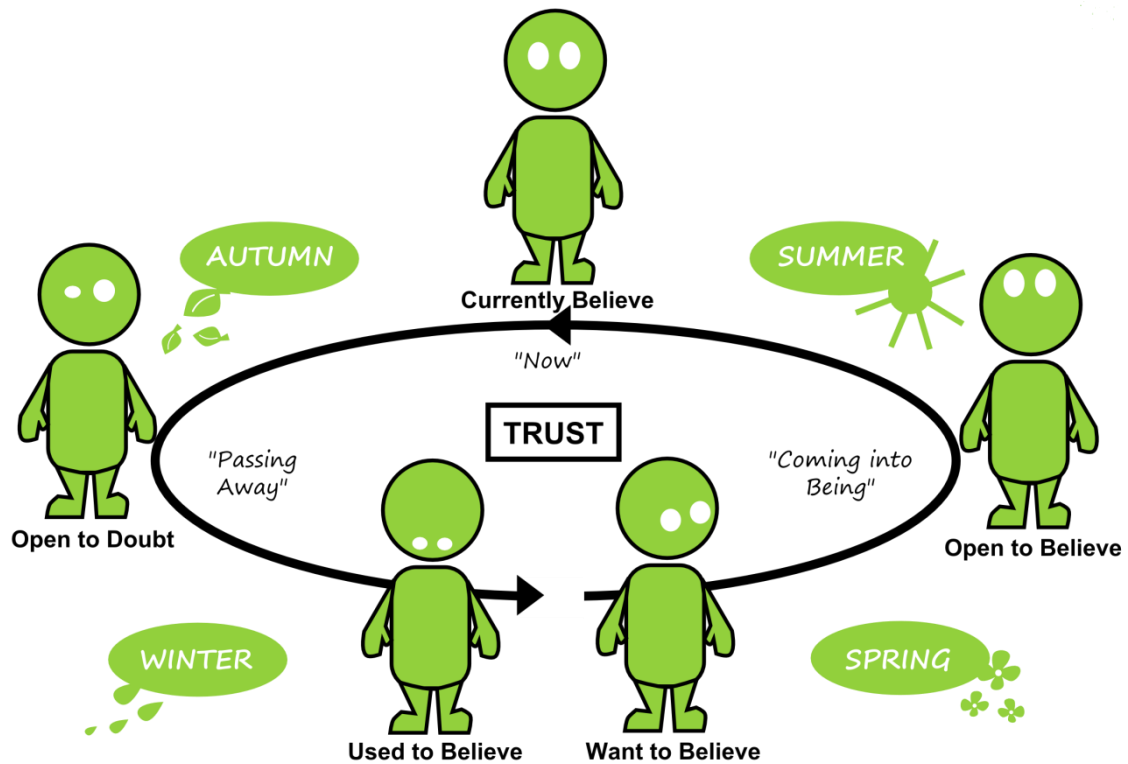 AUTUMN
SUMMER
Currently Believe
"Now"
TRUST
"Passing
Away"
"Coming into
Being"
Open to Doubt
Open to Believe
WINTER
SPRING
Used to Believe
Want to Believe